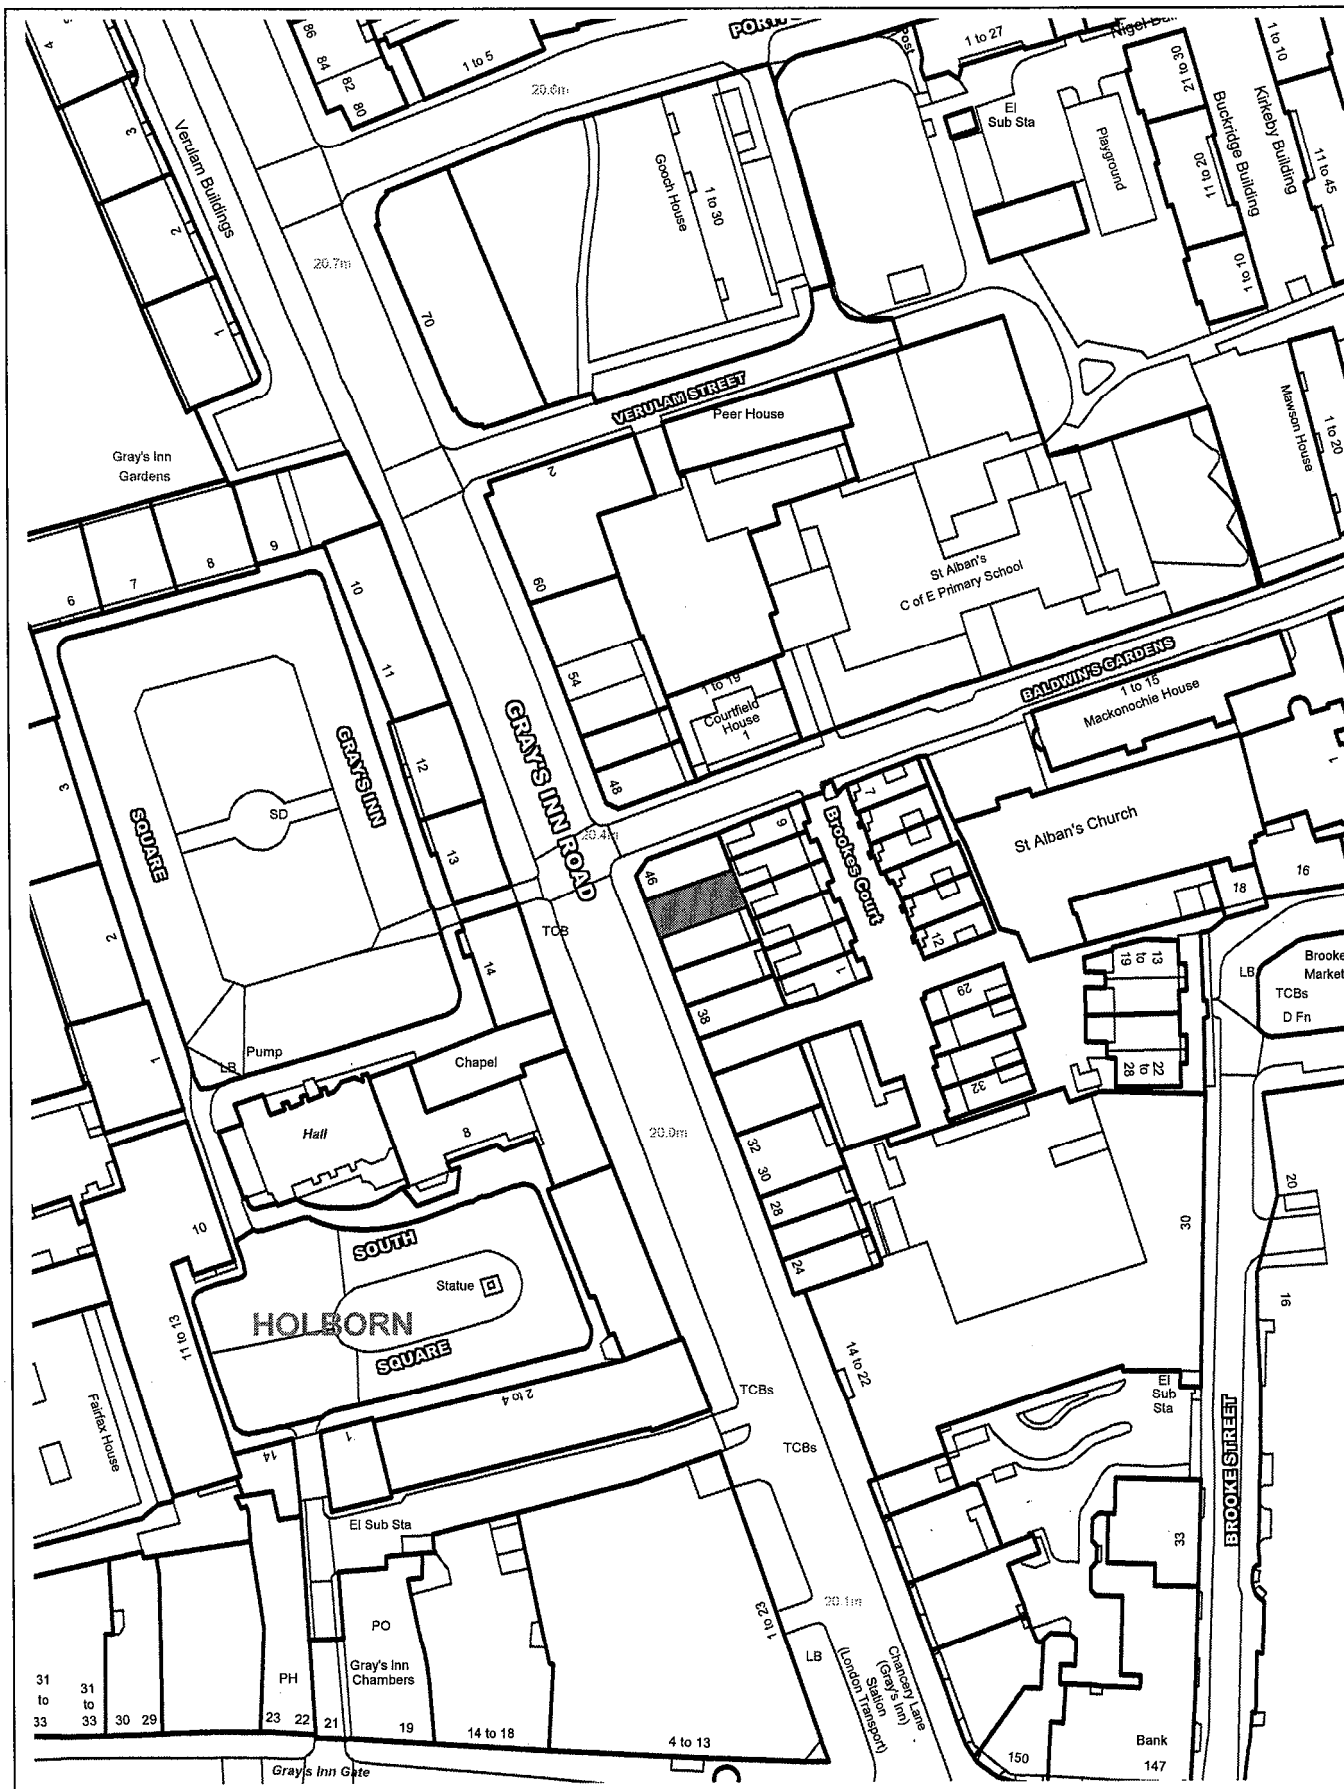 4
86
84
82
80
1 to 5
Post
1 to 27
21 to 30
1 to 10
20.6m
El
Sub Sta
Playground
Buckridge Building
11 to 20
1 to 10
Kirkeby Building
11 to 45
3
2
1
Verulam Buildings
Gooch House
1 to 30
20.7m
70
VERULAM STREET
Peer House
Mawson House
1 to 20
Gray's Inn
Gardens
2
60
6
7
8
9
10
11
St Alban's
C of E Primary School
54
1 to 19
Courtfield
House
1
BALDWIN'S GARDENS
1 to 15
Mackonochie House
1
GRAY'S INN ROAD
GRAY'S INN
SQUARE
SD
3
12
13
48
20.4m
46
9
7
Brookes Court
St Alban's Church
16
18
2
TCB
14
12
1
38
29
32
19 to 13
22 to 28
LB
Brooke
Market
TCBs
D Fn
1
Pump
LB
Chapel
Hall
8
20.0m
32
30
28
24
30
20
16
10
SOUTH
SQUARE
Statue
HOLBORN
11 to 13
14 to 22
Fairfax House
2 to 4
1
14
TCBs
TCBs
El
Sub
Sta
BROOKE STREET
33
El Sub Sta
20.1m
1 to 23
PO
Gray's Inn
Chambers
LB
Chancery Lane
(Gray's Inn)
Station
(London Transport)
31
to
33
31
to
33
30
29
PH
23
22
21
19
14 to 18
4 to 13
150
Bank
147
Gray's Inn Gate